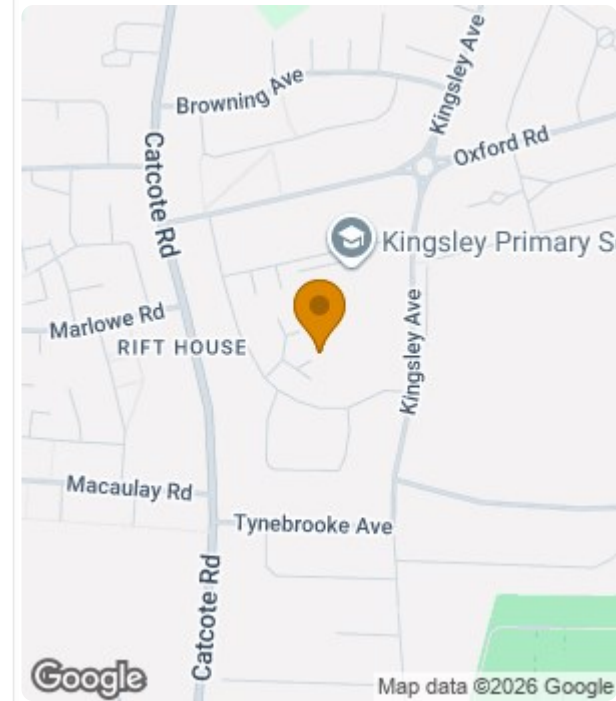 Kingsley Ave
Browning Ave
Oxford Rd
Catcote Rd
Kingsley Primary S
Marlowe Rd
RIFT HOUSE
Kingsley Ave
Macaulay Rd
Tynebrooke Ave
Catcote Rd
Google
Map data ©2026 Google